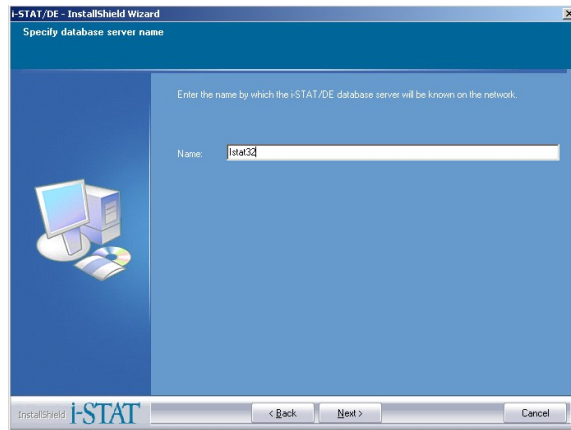 i-STAT/DE - InstallShield Wizard
Specify database server name
Enter the name by which the i-STAT/DE database server will be known on the network.
Name: Istat32
InstallShield i-STAT < Back Next > Cancel